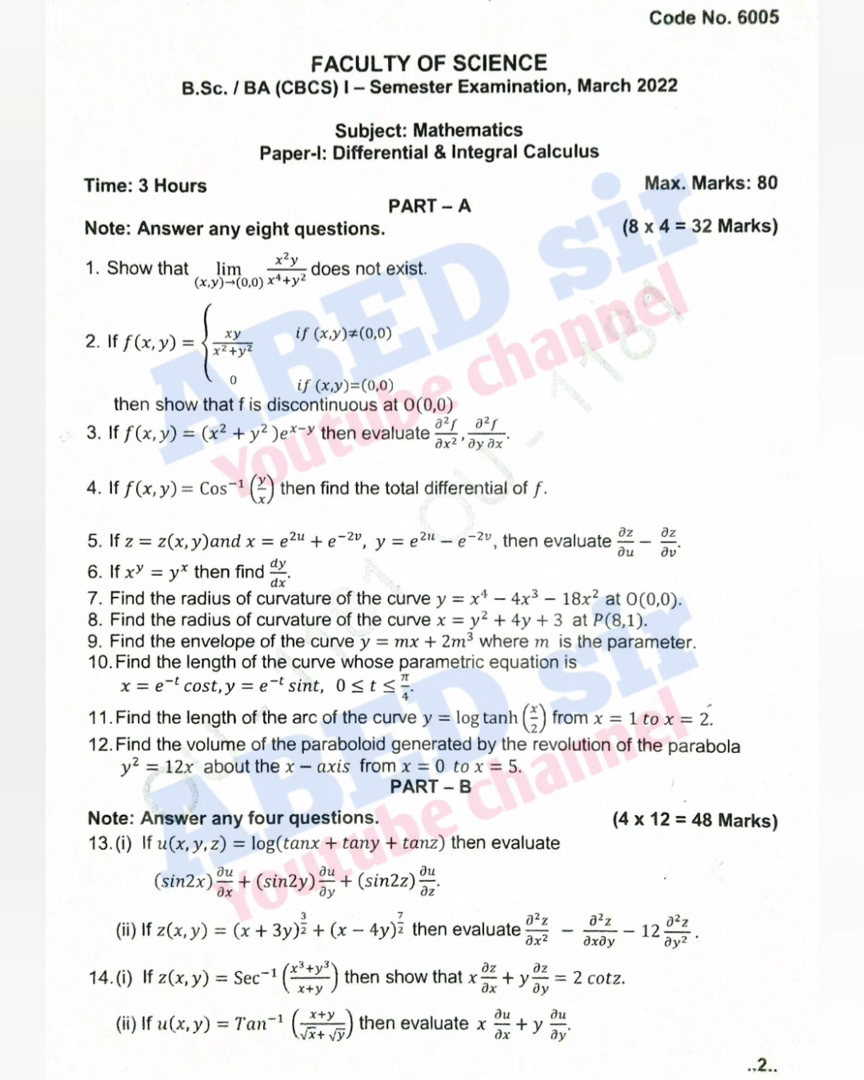 Code No. 6005
FACULTY OF SCIENCE
B.Sc. / BA (CBCS) I – Semester Examination, March 2022
Subject: Mathematics
Paper-I: Differential & Integral Calculus
Time: 3 Hours Max. Marks: 80
PART – A
Note: Answer any eight questions. (8 x 4 = 32 Marks)
1. Show that lim (x,y)→(0,0) x²y / x⁴+y² does not exist.
2. If f(x, y) = { xy / x²+y² if (x,y)≠(0,0)
0 if (x,y)=(0,0)
then show that f is discontinuous at O(0,0)
3. If f(x, y) = (x² + y² )eˣ⁻ʸ then evaluate ∂²f/∂x² , ∂²f/∂y ∂x.
4. If f(x, y) = Cos⁻¹ (y/x) then find the total differential of f.
5. If z = z(x, y)and x = e²ᵘ + e⁻²ᵛ, y = e²ᵘ – e⁻²ᵛ, then evaluate ∂z/∂u – ∂z/∂v.
6. If xʸ = yˣ then find dy/dx.
7. Find the radius of curvature of the curve y = x⁴ – 4x³ – 18x² at O(0,0).
8. Find the radius of curvature of the curve x = y² + 4y + 3 at P(8,1).
9. Find the envelope of the curve y = mx + 2m³ where m is the parameter.
10. Find the length of the curve whose parametric equation is
x = e⁻ᵗ cost, y = e⁻ᵗ sint, 0 ≤ t ≤ π/4.
11. Find the length of the arc of the curve y = log tanh (x/2) from x = 1 to x = 2.
12. Find the volume of the paraboloid generated by the revolution of the parabola
y² = 12x about the x – axis from x = 0 to x = 5.
PART – B
Note: Answer any four questions. (4 x 12 = 48 Marks)
13. (i) If u(x, y, z) = log(tanx + tany + tanz) then evaluate
(sin2x) ∂u/∂x + (sin2y) ∂u/∂y + (sin2z) ∂u/∂z.
(ii) If z(x, y) = (x + 3y)^(3/2) + (x – 4y)^(7/2) then evaluate ∂²z/∂x² – ∂²z/∂x∂y – 12 ∂²z/∂y² .
14. (i) If z(x, y) = Sec⁻¹ (x³+y³ / x+y) then show that x ∂z/∂x + y ∂z/∂y = 2 cotz.
(ii) If u(x, y) = Tan⁻¹ (x+y / √x+ √y) then evaluate x ∂u/∂x + y ∂u/∂y.
..2..
ABED sir
Youtube channel
OU - 1181
ABED sir
Youtube channel
OU - 1181